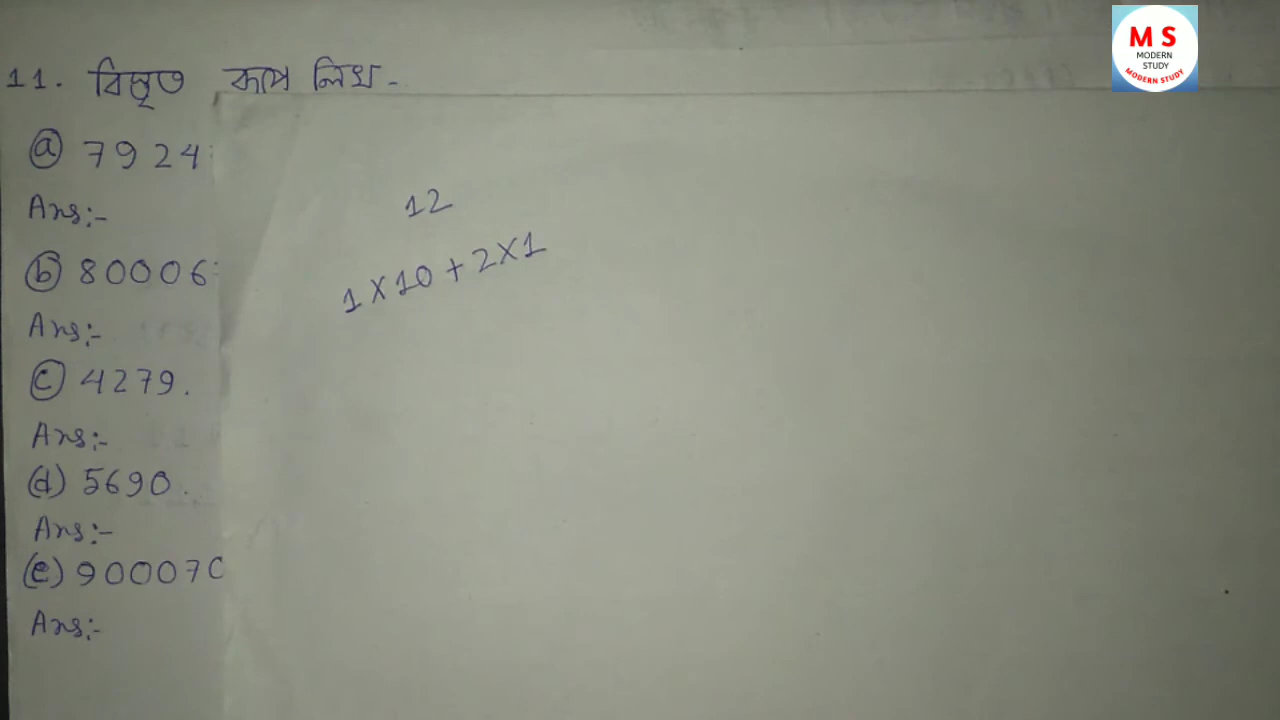 11. বিস্তৃত ৰূপ লিখা-
(a) 7924:
Ans:-
(b) 80006:
Ans:-
(c) 4279.
Ans:-
(d) 5690.
Ans:-
(e) 900070
Ans:-
12
1 X 10 + 2 X 1
M S
MODERN
STUDY
MODERN STUDY